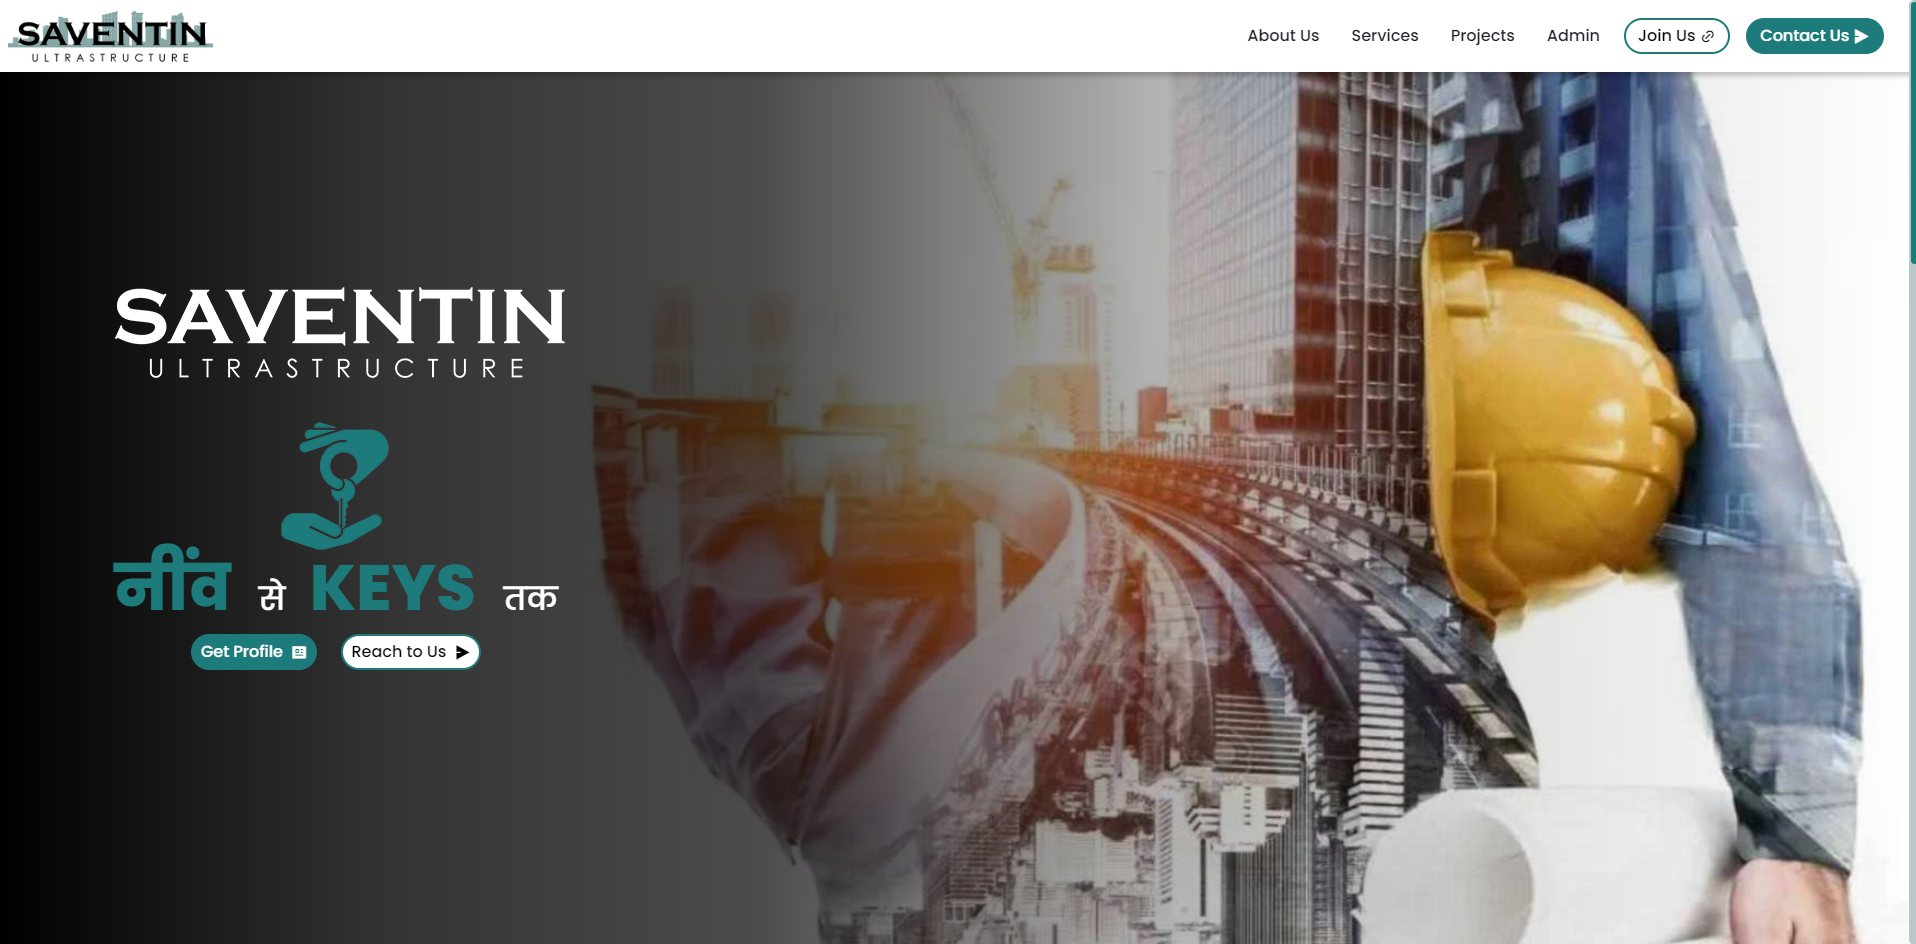 SAVENTIN
ULTRASTRUCTURE
About Us Services Projects Admin Join Us Contact Us
SAVENTIN
ULTRASTRUCTURE
नींव से KEYS तक
Get Profile Reach to Us